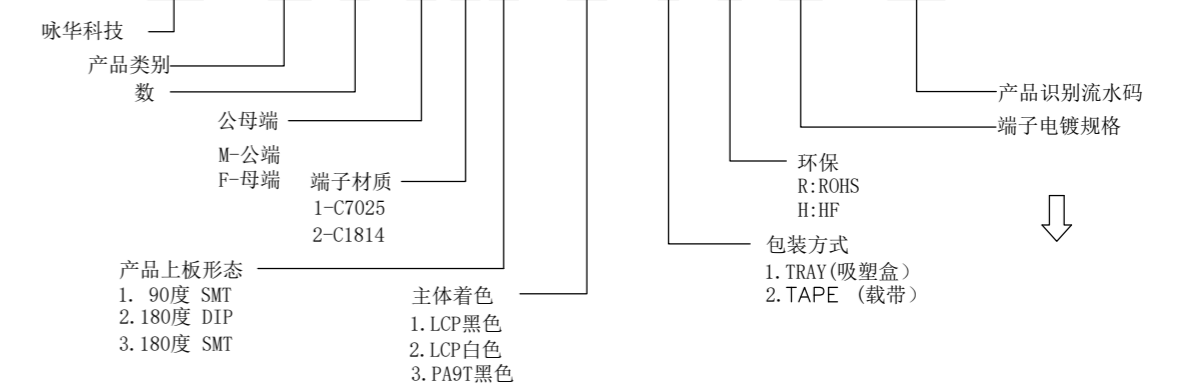 咏华科技
产品类别
数
产品识别流水码
公母端
端子电镀规格
M-公端
F-母端
环保
R:ROHS
H:HF
端子材质
1-C7025
2-C1814
包装方式
1.TRAY(吸塑盒)
2.TAPE (载带)
产品上板形态
1. 90度 SMT
2.180度 DIP
3.180度 SMT
主体着色
1.LCP黑色
2.LCP白色
3.PA9T黑色